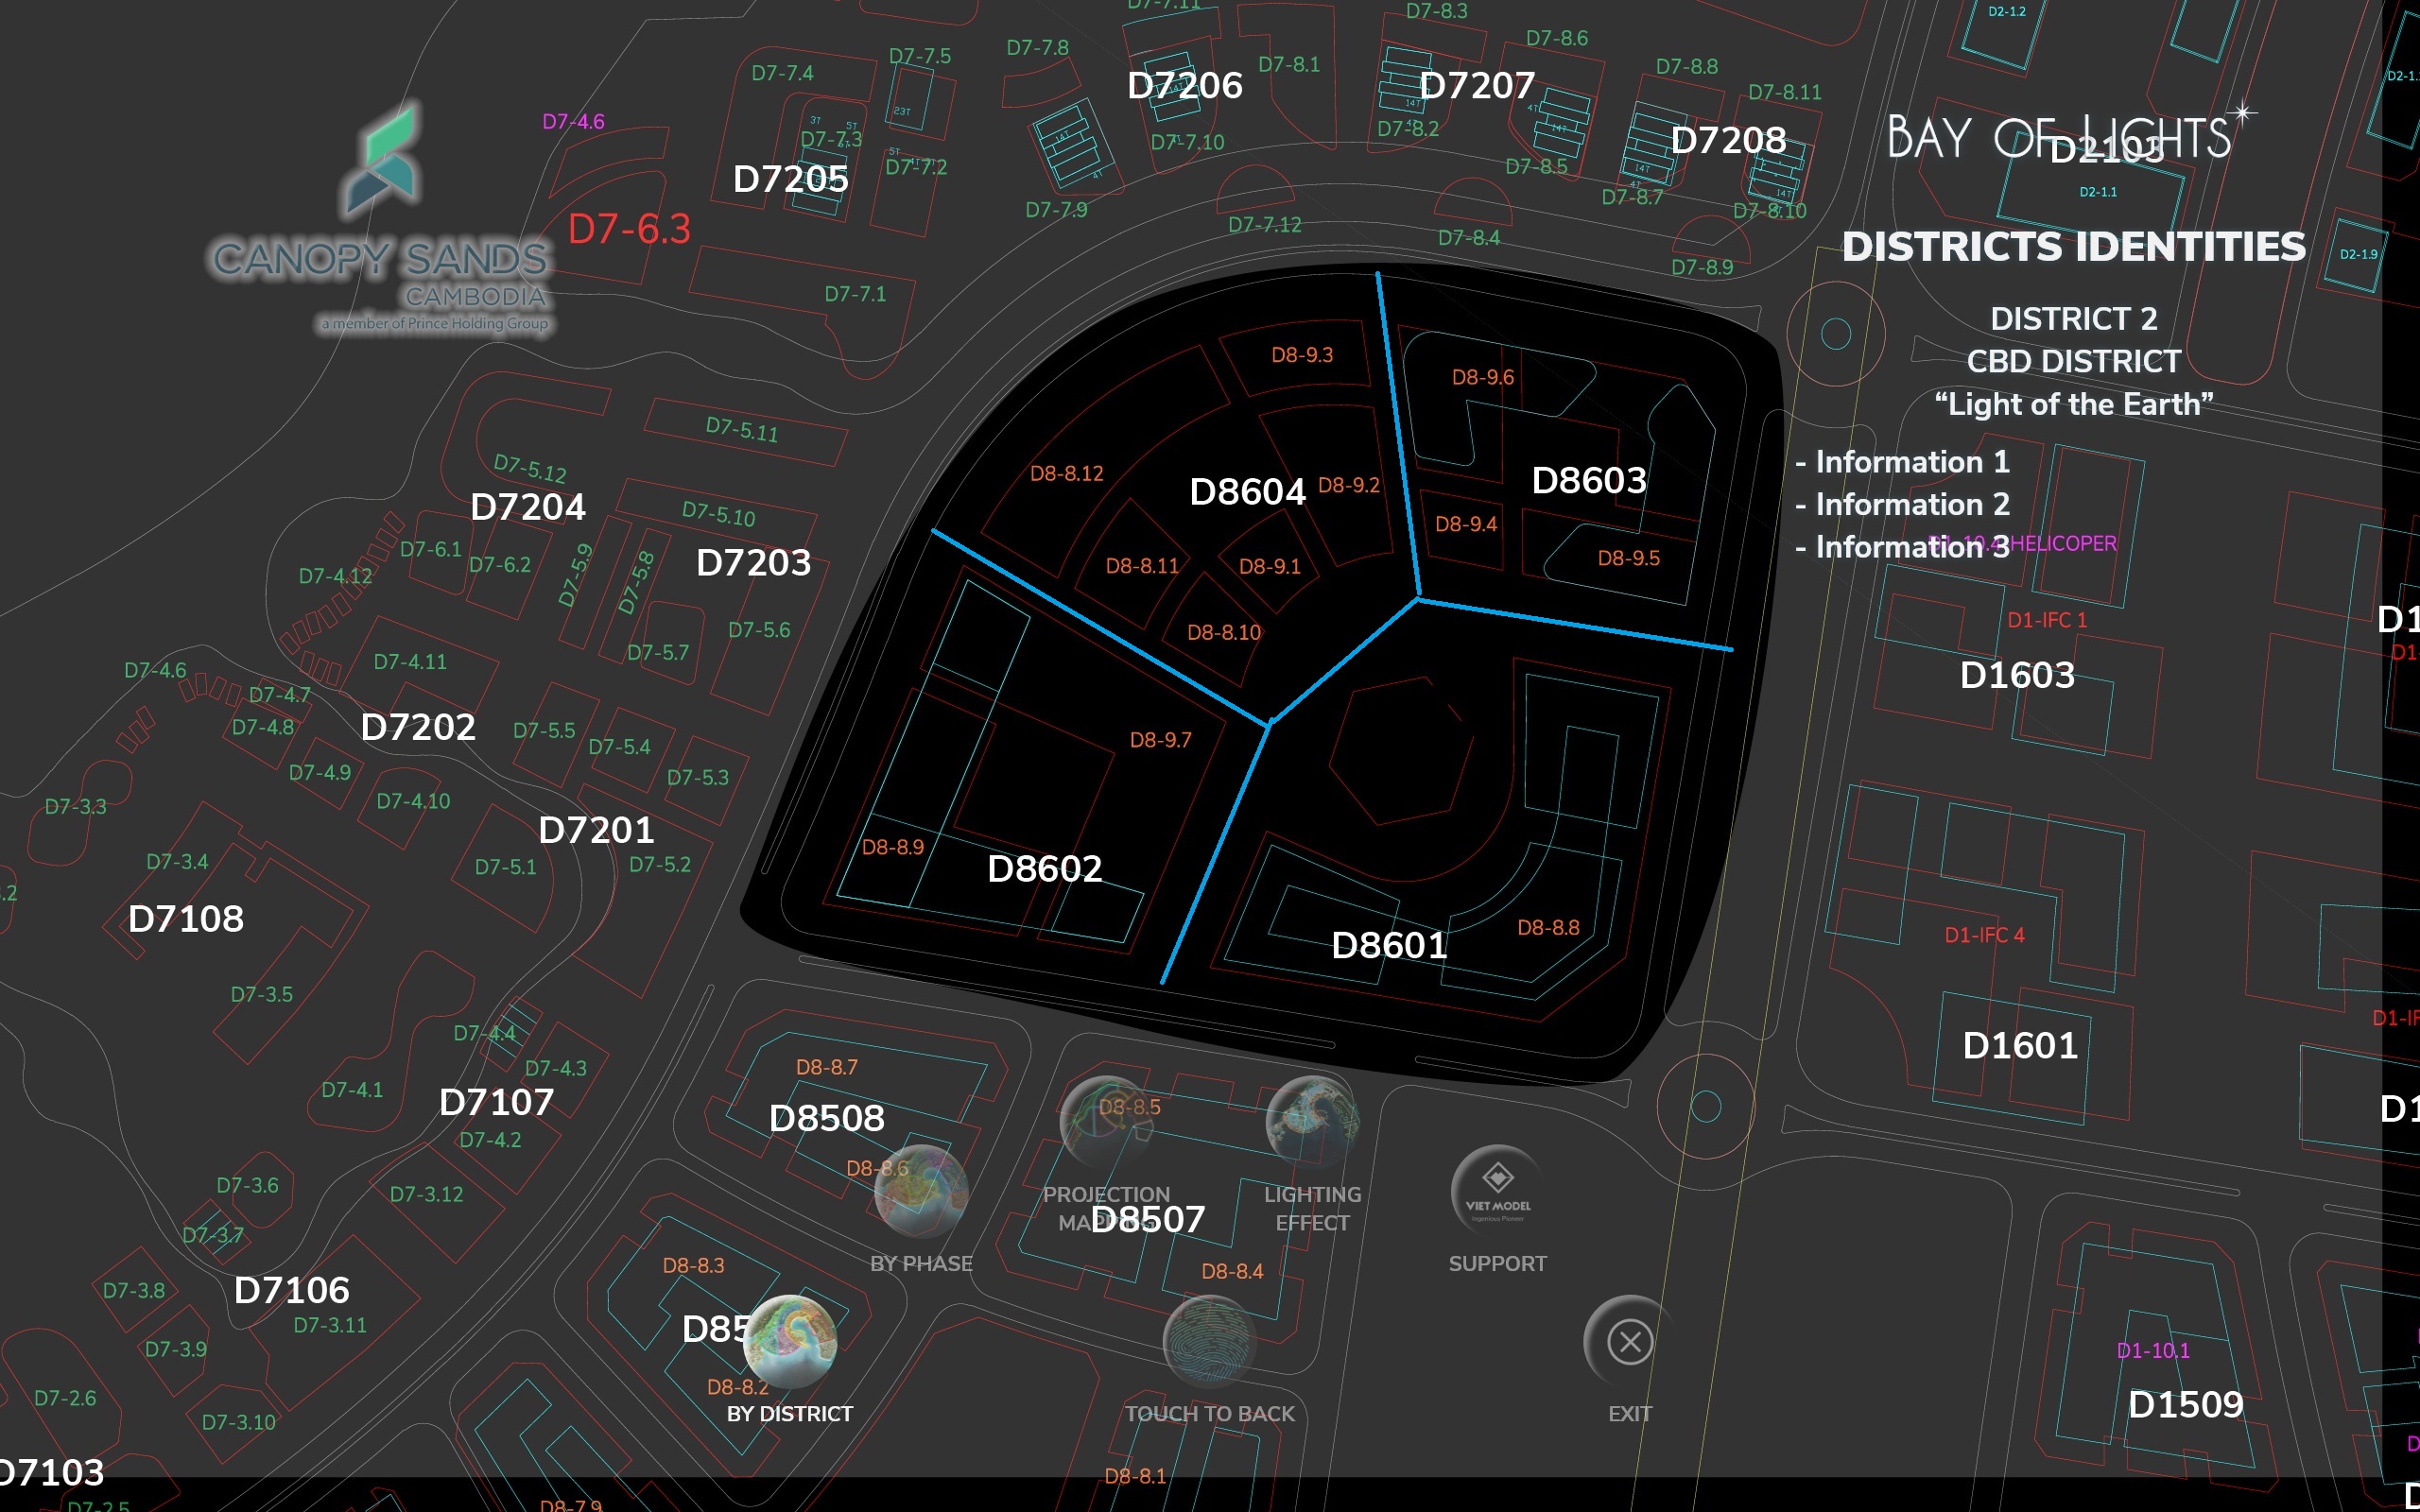 D7-7.11
D7-8.3
D2-1.2
D7-7.4
D7-7.5
D7-7.8
D7-8.1
D7-8.6
D7-8.8
D7206
D7207
D7-8.11
D7-4.6
D7-7.3
D7-7.10
D7-8.2
D7208
BAY OF LIGHTS
D2103
D7205
D7-7.2
D7-8.5
D7-8.7
D2-1.1
D7-6.3
D7-7.9
D7-7.12
D7-8.4
D7-8.10
D7-8.9
DISTRICTS IDENTITIES
D2-1.9
CANOPY SANDS
CAMBODIA
a member of Prince Holding Group
D7-7.1
DISTRICT 2
CBD DISTRICT
“Light of the Earth”
D8-9.3
D8-9.6
D7-5.11
D7-5.12
D8-8.12
D8604
D8-9.2
D8603
- Information 1
- Information 2
- Information 3
HELICOPER
D7204
D7-5.10
D8-9.4
D7-6.1
D7-6.2
D7-5.9
D7-5.8
D7203
D8-8.11
D8-9.1
D8-9.5
D7-4.12
D7-5.6
D8-8.10
D1-IFC 1
D7-4.11
D7-5.7
D1603
D7-4.6
D7-4.7
D7-4.8
D7202
D7-5.5
D7-5.4
D8-9.7
D7-4.9
D7-5.3
D7-3.3
D7-4.10
D7201
D7-3.4
D7-5.1
D7-5.2
D8-8.9
D8602
D7108
D8601
D8-8.8
D1-IFC 4
D7-3.5
D7-4.4
D7-4.3
D1601
D7-4.1
D8-8.7
D7107
D8508
D8-8.5
D7-4.2
D8-8.6
D7-3.6
D7-3.12
PROJECTION
LIGHTING
EFFECT
VIET MODEL
Ingenious Pioneer
D7-3.7
D8507
BY PHASE
SUPPORT
D8-8.3
D8-8.4
D7-3.8
D7106
D7-3.11
D7-3.9
D1-10.1
D7-2.6
D8-8.2
D7-3.10
BY DISTRICT
TOUCH TO BACK
EXIT
D1509
D7103
D8-8.1
D7-2.5
D8-7.9